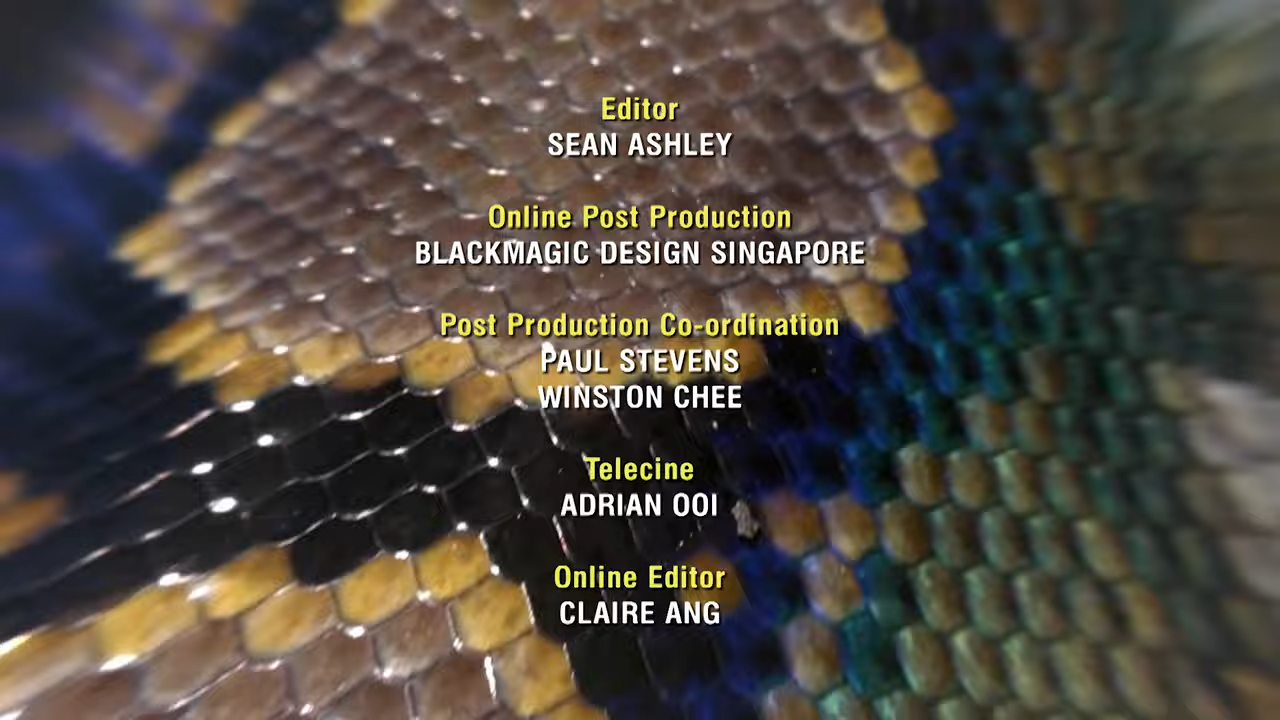 Editor
SEAN ASHLEY
Online Post Production
BLACKMAGIC DESIGN SINGAPORE
Post Production Co-ordination
PAUL STEVENS
WINSTON CHEE
Telecine
ADRIAN OOI
Online Editor
CLAIRE ANG